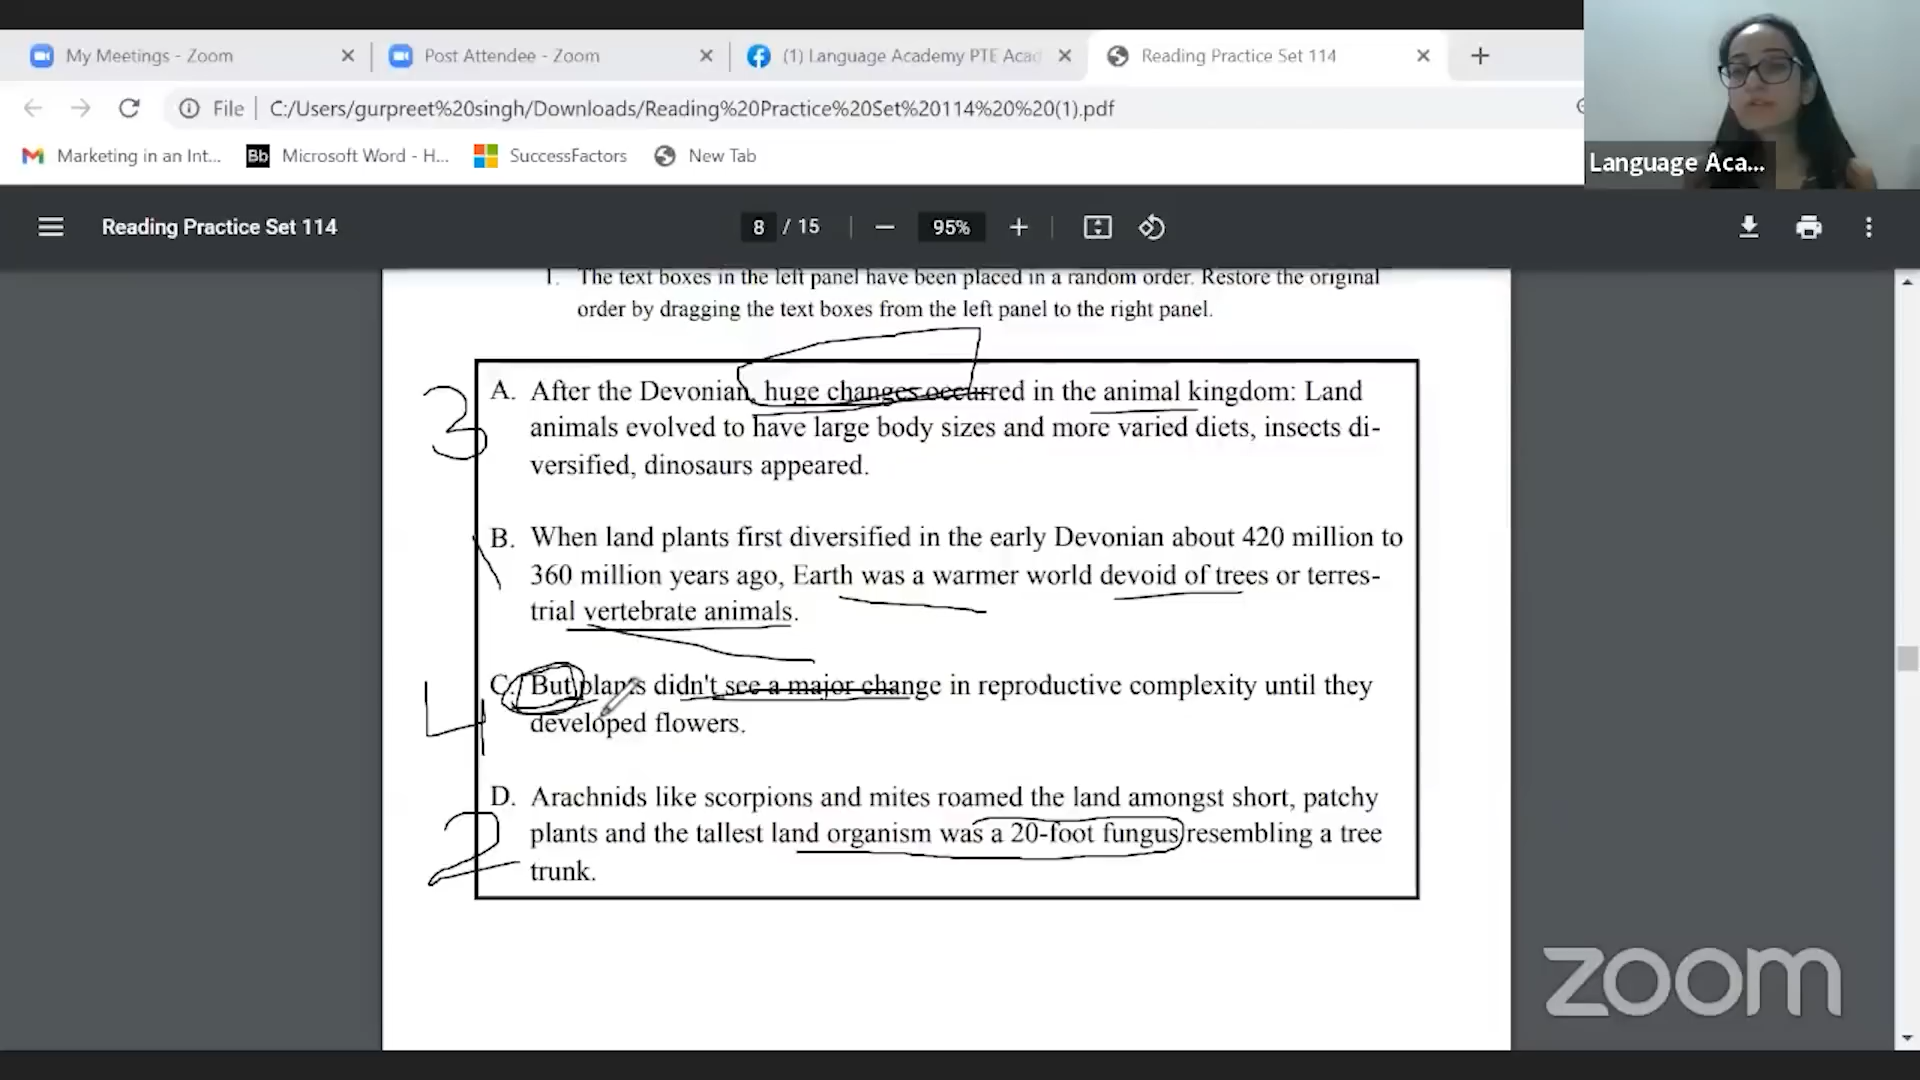 My Meetings - Zoom
Post Attendee - Zoom
(1) Language Academy PTE Acad
Reading Practice Set 114
File
C:/Users/gurpreet%20singh/Downloads/Reading%20Practice%20Set%20114%20%20(1).pdf
Marketing in an Int...
Bb Microsoft Word - H...
SuccessFactors
New Tab
Language Aca...
Reading Practice Set 114
8 / 15
95%
1. The text boxes in the left panel have been placed in a random order. Restore the original
order by dragging the text boxes from the left panel to the right panel.
3
A. After the Devonian, huge changes occurred in the animal kingdom: Land
animals evolved to have large body sizes and more varied diets, insects di-
versified, dinosaurs appeared.
B. When land plants first diversified in the early Devonian about 420 million to
360 million years ago, Earth was a warmer world devoid of trees or terres-
trial vertebrate animals.
4
C. But plants didn't see a major change in reproductive complexity until they
developed flowers.
2
D. Arachnids like scorpions and mites roamed the land amongst short, patchy
plants and the tallest land organism was a 20-foot fungus resembling a tree
trunk.
zoom